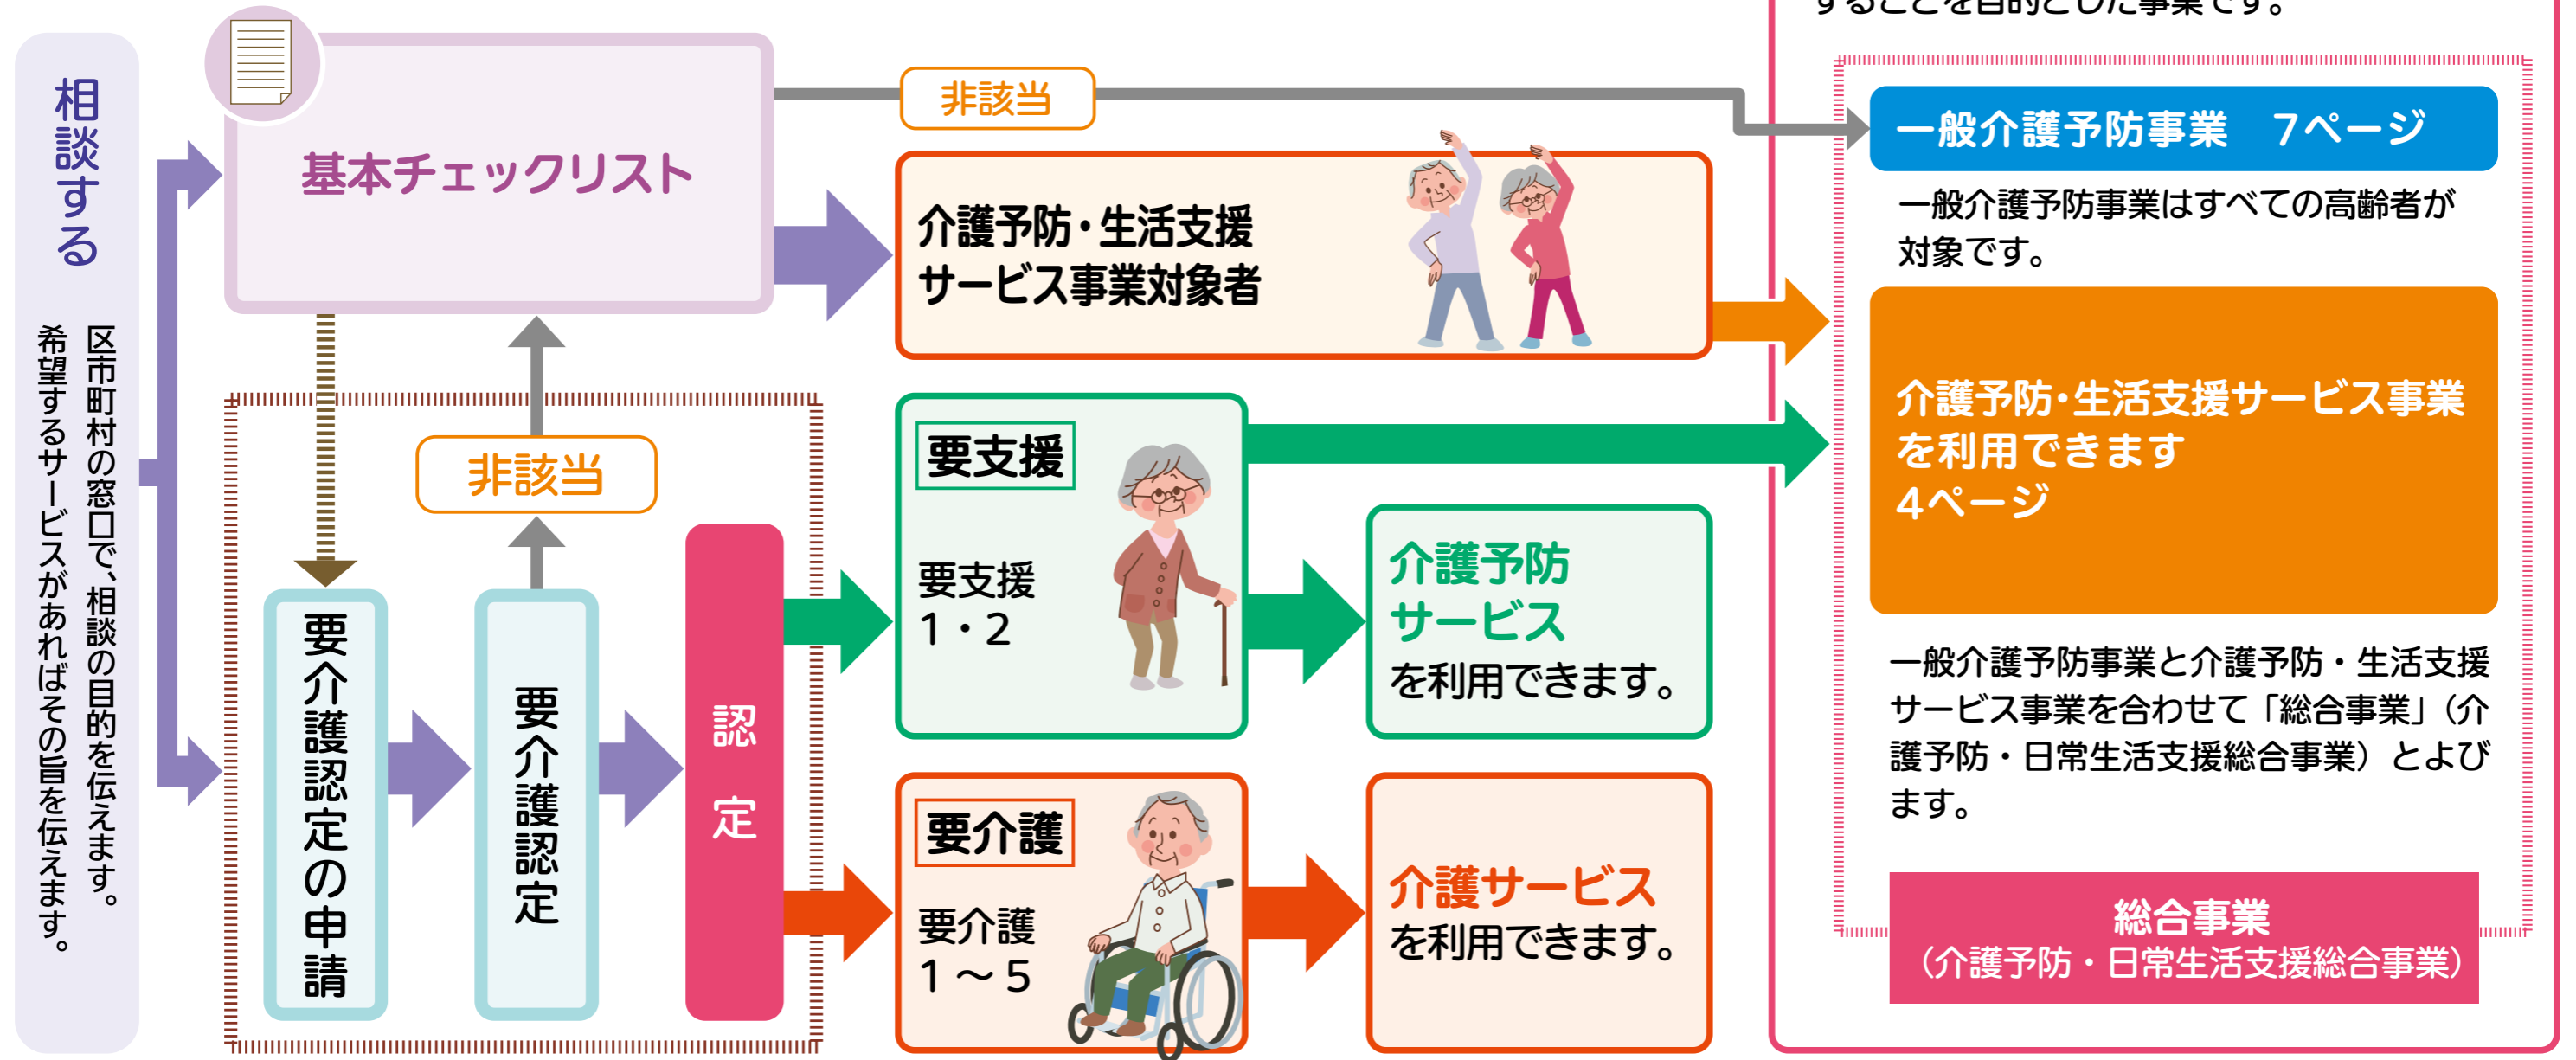 することを目的とした事業です。
相談する
区市町村の窓口で、相談の目的を伝えます。
希望するサービスがあればその旨を伝えます。
基本チェックリスト
非該当
介護予防・生活支援
サービス事業対象者
非該当
要介護認定の申請
要介護認定
認定
要支援
要支援
1・2
介護予防
サービス
を利用できます。
要介護
要介護
1～5
介護サービス
を利用できます。
一般介護予防事業　7ページ
一般介護予防事業はすべての高齢者が
対象です。
介護予防・生活支援サービス事業
を利用できます
4ページ
一般介護予防事業と介護予防・生活支援
サービス事業を合わせて「総合事業」（介
護予防・日常生活支援総合事業）とよび
ます。
総合事業
（介護予防・日常生活支援総合事業）